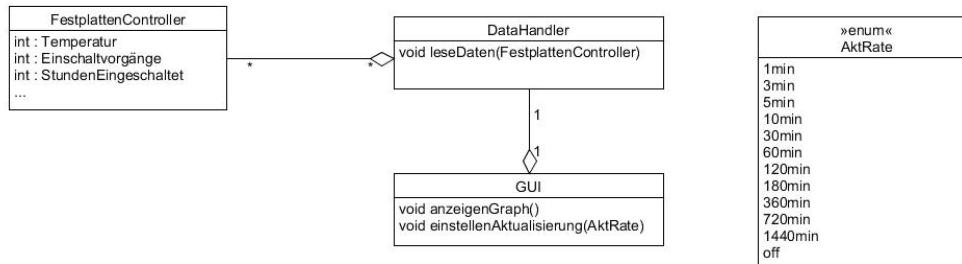 FestplattenController
int : Temperatur
int : Einschaltvorgänge
int : StundenEingeschaltet
...
*
*
DataHandler
void leseDaten(FestplattenController)
1
1
GUI
void anzeigenGraph()
void einstellenAktualisierung(AktRate)
»enum«
AktRate
1min
3min
5min
10min
30min
60min
120min
180min
360min
720min
1440min
off